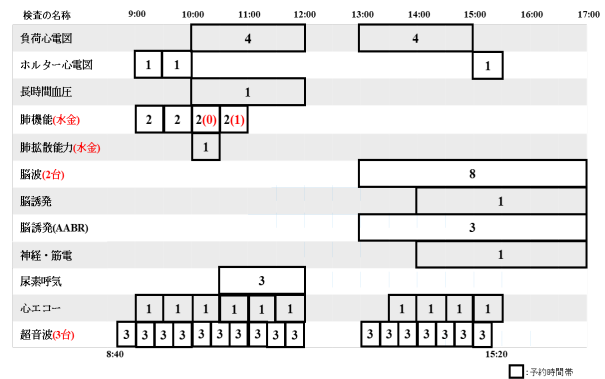 検査の名称 9:00 10:00 11:00 12:00 13:00 14:00 15:00 16:00 17:00
負荷心電図 4 4
ホルター心電図 1 1 1
長時間血圧 1
肺機能(水金) 2 2 2(0) 2(1)
肺拡散能力(水金) 1
脳波(2台) 8
脳誘発 1
脳誘発(AABR) 3
神経・筋電 1
尿素呼気 3
心エコー 1 1 1 1 1 1 1 1 1 1
超音波(3台) 3 3 3 3 3 3 3 3 3 3 3 3 3 3 3 3 3
8:40 15:20
:予約時間帯